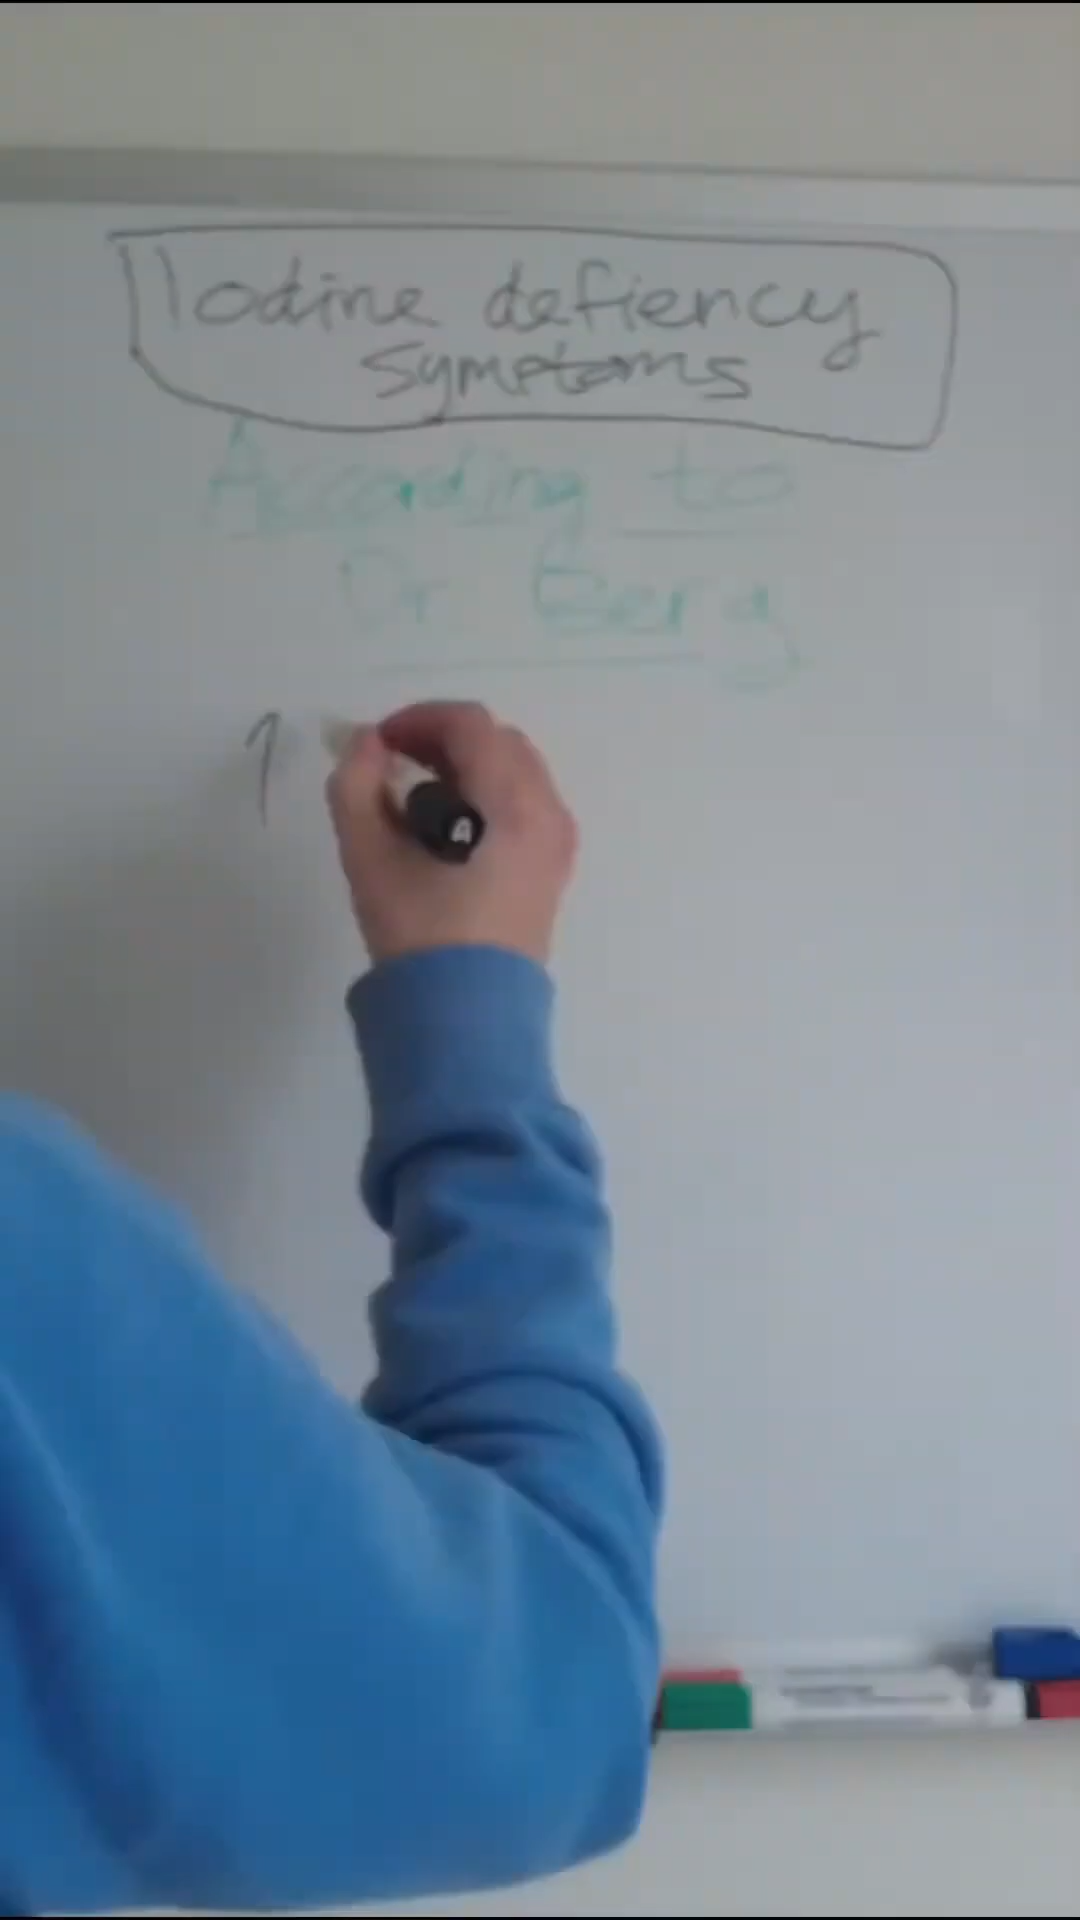 Iodine defiency
Symptoms
According to
Dr Berg
1